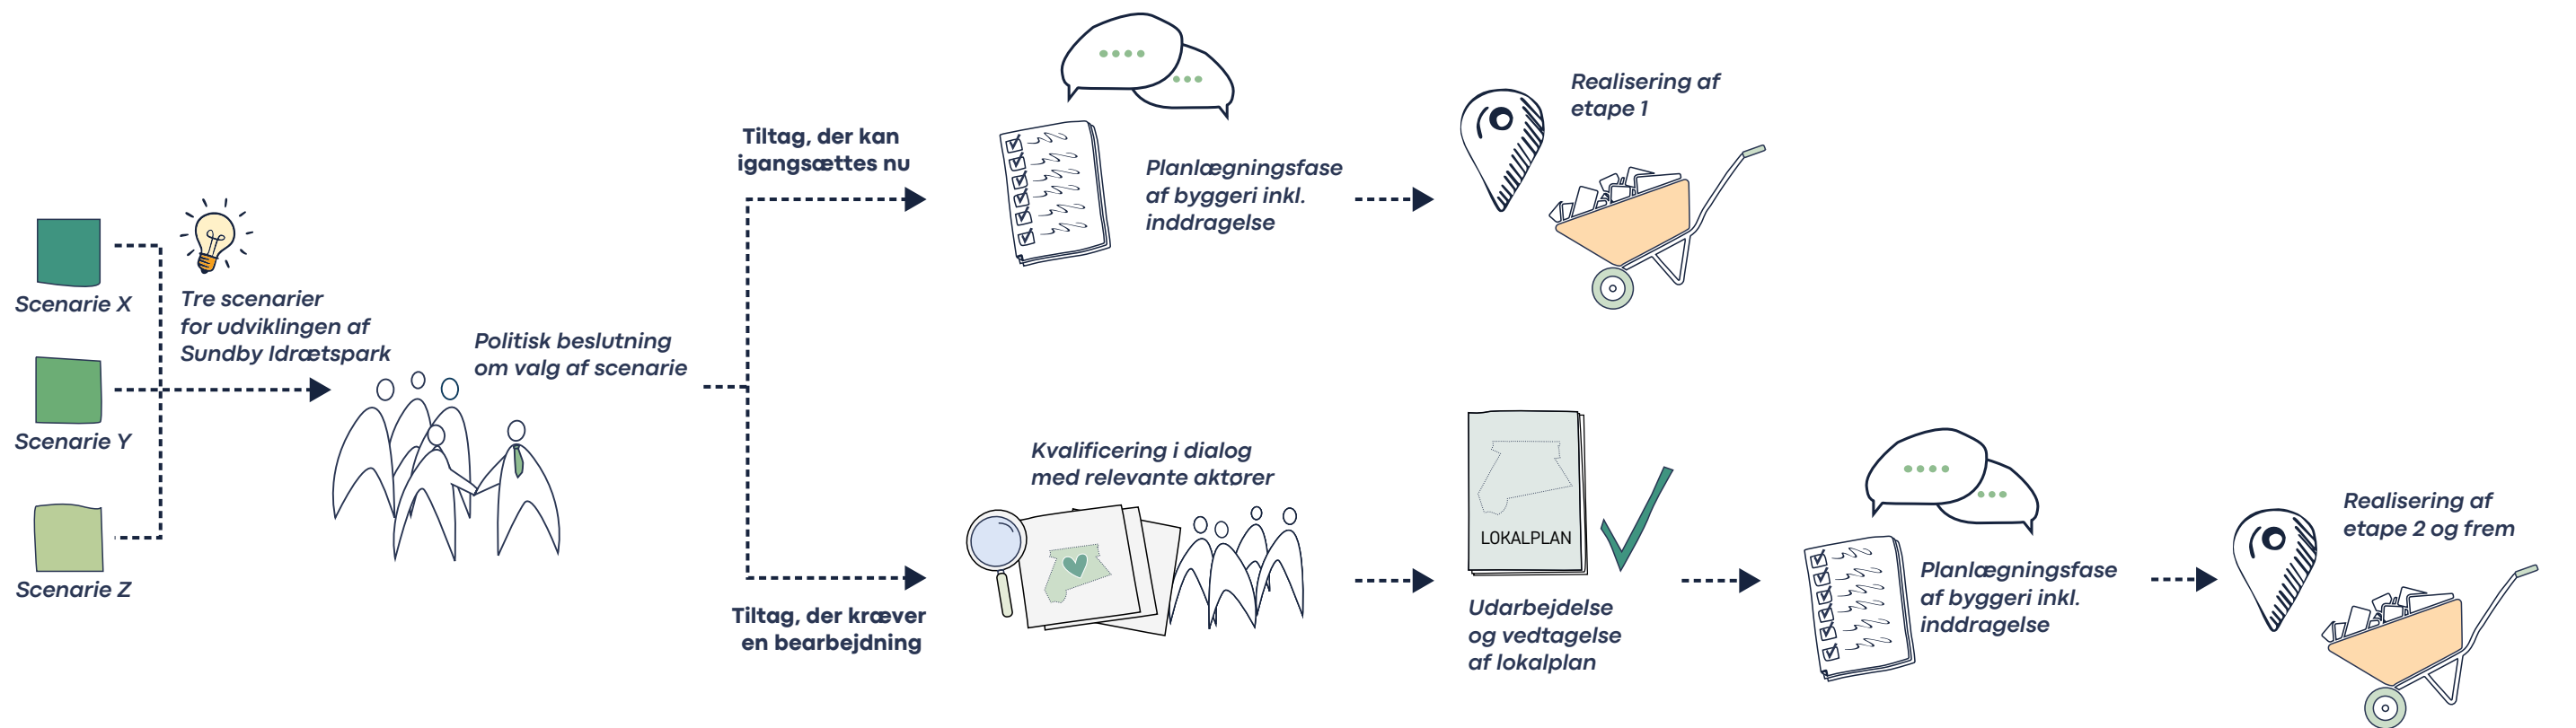 Scenarie X
Scenarie Y
Scenarie Z
Tre scenarier
for udviklingen af
Sundby Idrætspark
Politisk beslutning
om valg af scenarie
Tiltag, der kan
igangsættes nu
Planlægningsfase
af byggeri inkl.
inddragelse
Realisering af
etape 1
Tiltag, der kræver
en bearbejdning
Kvalificering i dialog
med relevante aktører
LOKALPLAN
Udarbejdelse
og vedtagelse
af lokalplan
Planlægningsfase
af byggeri inkl.
inddragelse
Realisering af
etape 2 og frem